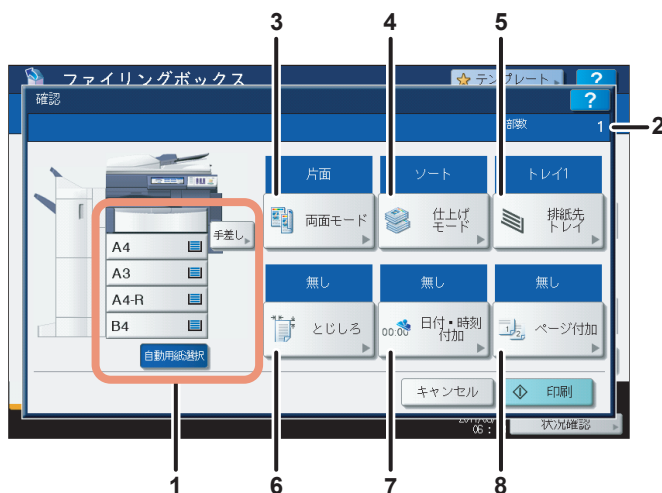 3 4 5
ファイリングボックス テンプレート ?
確認 ?
部数 1 2
片面 ソート トレイ1
両面モード 仕上げ
モード 排紙先
トレイ
手差し
A4
A3
A4-R
B4
自動用紙選択
無し 無し 無し
とじしろ 00:00 日付・時刻
付加 1 2 ページ付加
キャンセル 印刷
状況確認
1 6 7 8